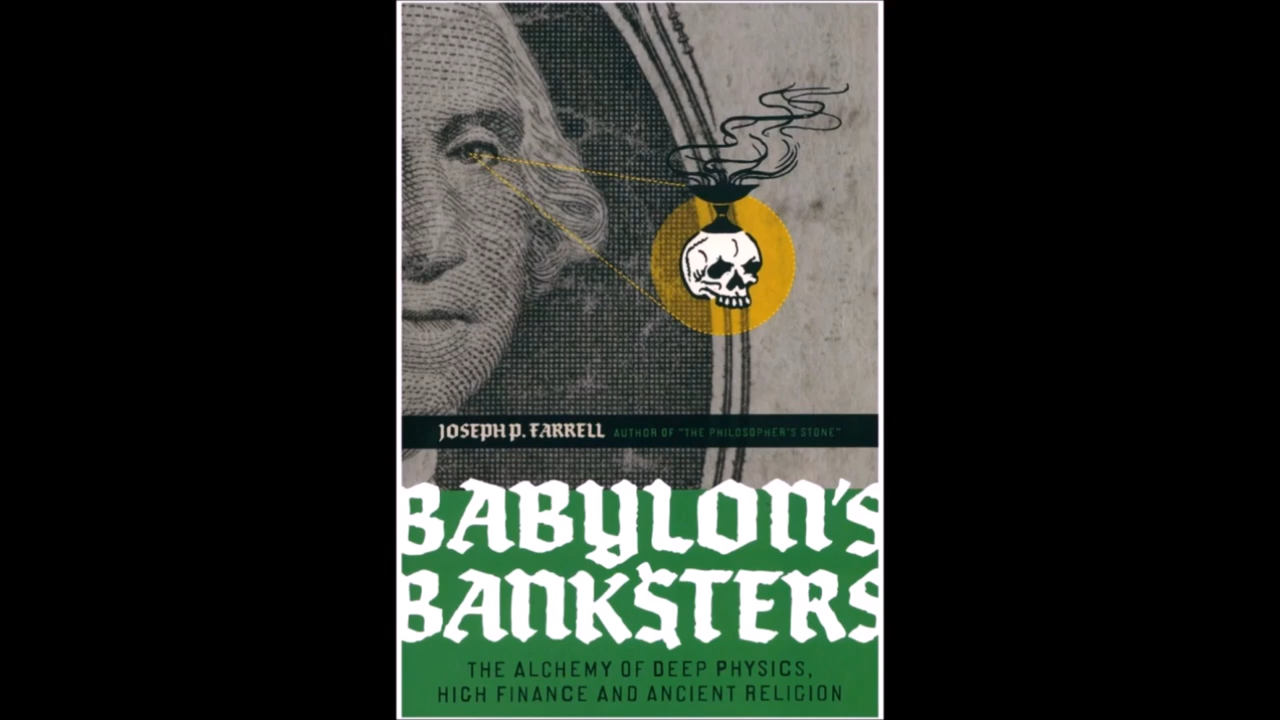 JOSEPH P. FARRELL AUTHOR OF "THE PHILOSOPHER'S STONE"
BABYLON'S
BANKSTERS
THE ALCHEMY OF DEEP PHYSICS,
HIGH FINANCE AND ANCIENT RELIGION